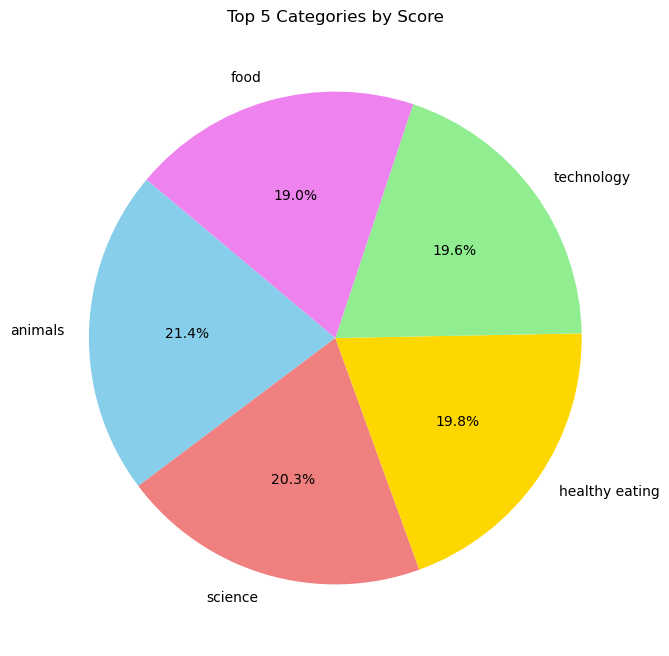 Top 5 Categories by Score
food
technology
19.0%
19.6%
animals
21.4%
19.8%
20.3%
healthy eating
science